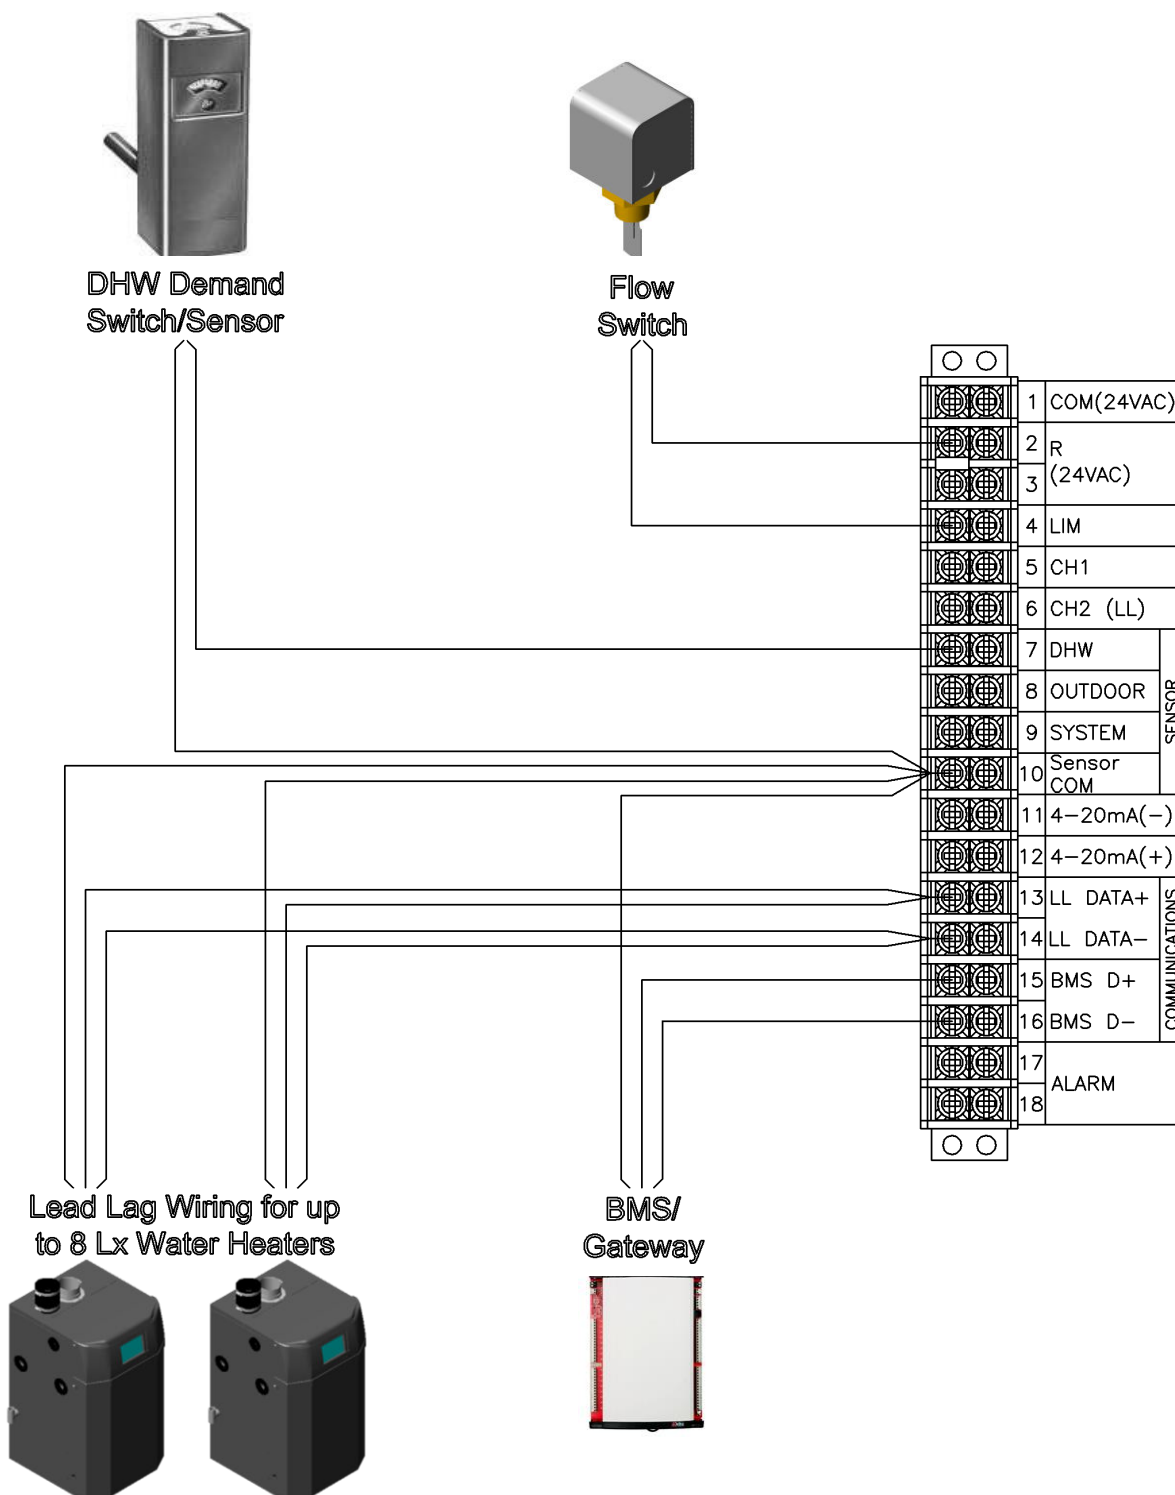 DHW Demand
Switch/Sensor
Flow
Switch
1 COM(24VAC)
2 R
3 (24VAC)
4 LIM
5 CH1
6 CH2 (LL)
7 DHW
8 OUTDOOR
9 SYSTEM
10 Sensor
COM
SENSOR
11 4-20mA(-)
12 4-20mA(+)
13 LL DATA+
14 LL DATA-
15 BMS D+
16 BMS D-
COMMUNICATIONS
17
ALARM
18
Lead Lag Wiring for up
to 8 Lx Water Heaters
BMS/
Gateway